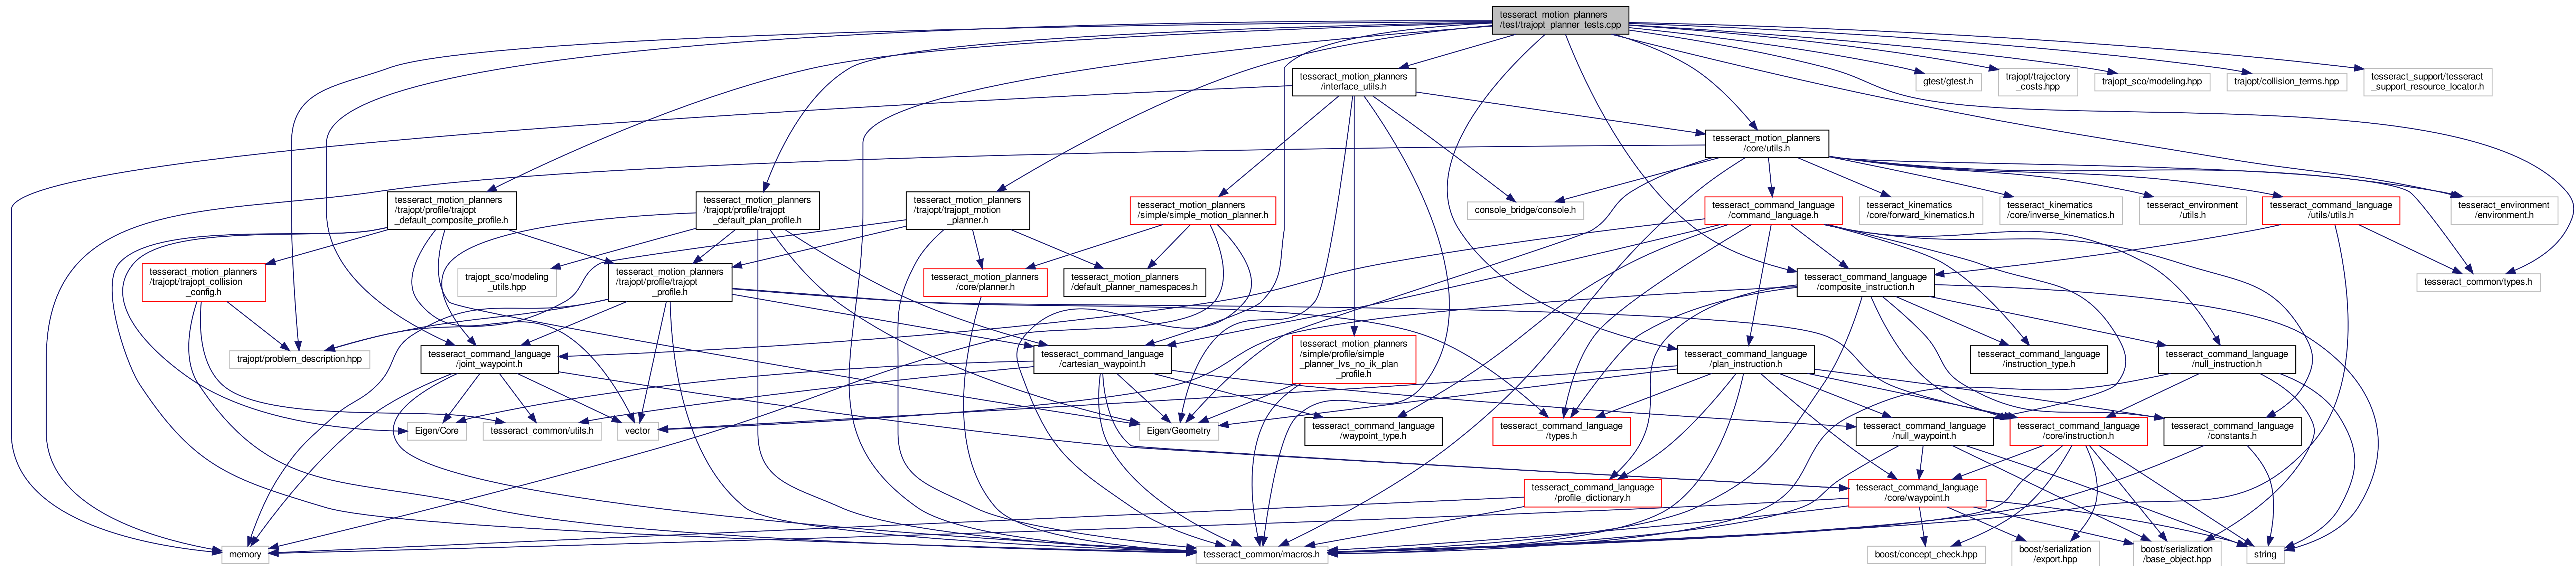 tesseract_motion_planners
/test/trajopt_planner_tests.cpp
tesseract_motion_planners
/interface_utils.h
gtest/gtest.h
trajopt/trajectory
_costs.hpp
trajopt_sco/modeling.hpp
trajopt/collision_terms.hpp
tesseract_support/tesseract
_support_resource_locator.h
tesseract_motion_planners
/core/utils.h
tesseract_motion_planners
/trajopt/profile/trajopt
_default_composite_profile.h
tesseract_motion_planners
/trajopt/profile/trajopt
_default_plan_profile.h
tesseract_motion_planners
/trajopt/trajopt_motion
_planner.h
tesseract_motion_planners
/simple/simple_motion_planner.h
console_bridge/console.h
tesseract_command_language
/command_language.h
tesseract_kinematics
/core/forward_kinematics.h
tesseract_kinematics
/core/inverse_kinematics.h
tesseract_environment
/utils.h
tesseract_command_language
/utils/utils.h
tesseract_environment
/environment.h
tesseract_motion_planners
/trajopt/trajopt_collision
_config.h
trajopt_sco/modeling
_utils.hpp
tesseract_motion_planners
/trajopt/profile/trajopt
_profile.h
tesseract_motion_planners
/core/planner.h
tesseract_motion_planners
/default_planner_namespaces.h
tesseract_command_language
/composite_instruction.h
tesseract_common/types.h
trajopt/problem_description.hpp
tesseract_command_language
/joint_waypoint.h
tesseract_command_language
/cartesian_waypoint.h
tesseract_motion_planners
/simple/profile/simple
_planner_lvs_no_ik_plan
_profile.h
tesseract_command_language
/plan_instruction.h
tesseract_command_language
/instruction_type.h
tesseract_command_language
/null_instruction.h
Eigen/Core
tesseract_common/utils.h
vector
Eigen/Geometry
tesseract_command_language
/waypoint_type.h
tesseract_command_language
/types.h
tesseract_command_language
/null_waypoint.h
tesseract_command_language
/core/instruction.h
tesseract_command_language
/constants.h
tesseract_command_language
/profile_dictionary.h
tesseract_command_language
/core/waypoint.h
memory
tesseract_common/macros.h
boost/concept_check.hpp
boost/serialization
/export.hpp
boost/serialization
/base_object.hpp
string